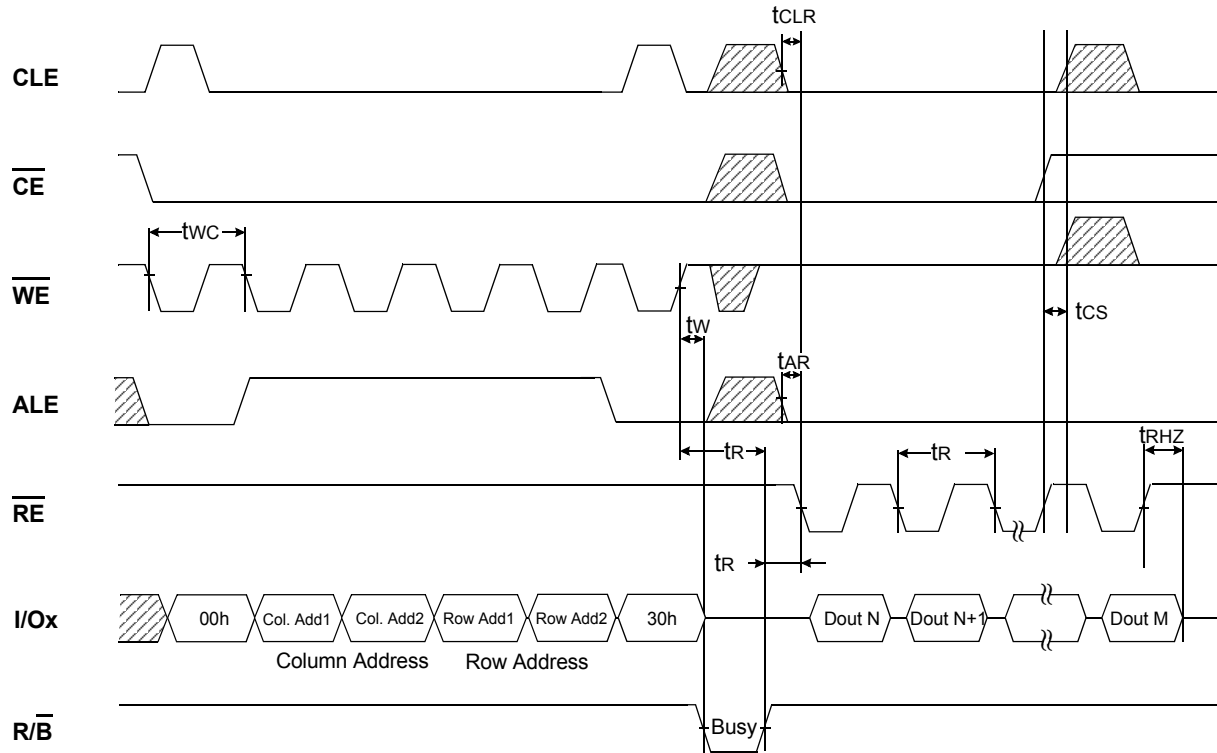 tCLR
CLE
CE
tWC
WE
tW
tCS
tAR
ALE
tR
tR
tRHZ
RE
tR
I/Ox
00h
Col. Add1
Col. Add2
Row Add1
Row Add2
30h
Dout N
Dout N+1
Dout M
Column Address
Row Address
R/B
Busy